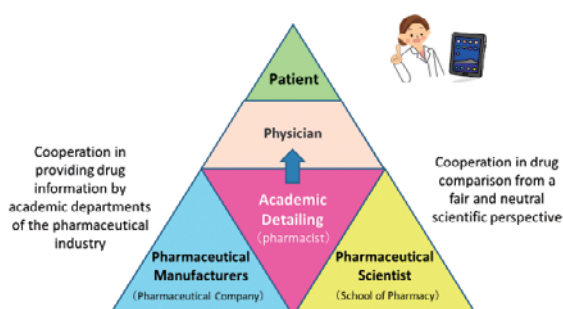 Patient
Physician
Cooperation in
providing drug
information by
academic departments
of the pharmaceutical
industry
Cooperation in drug
comparison from a
fair and neutral
scientific perspective
Academic
Detailing
(pharmacist)
Pharmaceutical
Manufacturers
(Pharmaceutical Company)
Pharmaceutical
Scientist
(School of Pharmacy)